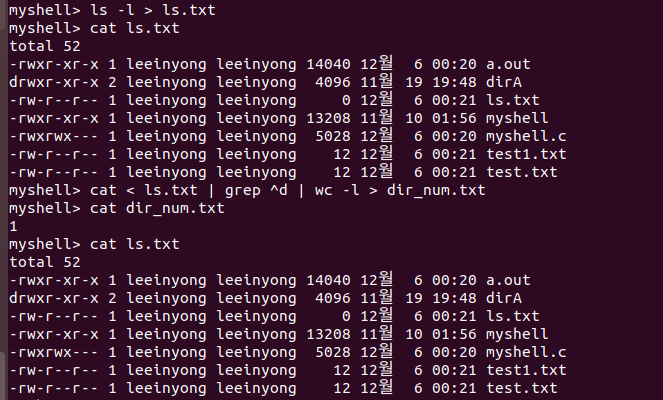 myshell> ls -l > ls.txt
myshell> cat ls.txt
total 52
-rwxr-xr-x 1 leeinyong leeinyong 14040 12월  6 00:20 a.out
drwxr-xr-x 2 leeinyong leeinyong  4096 11월 19 19:48 dirA
-rw-r--r-- 1 leeinyong leeinyong     0 12월  6 00:21 ls.txt
-rwxr-xr-x 1 leeinyong leeinyong 13208 11월 10 01:56 myshell
-rwxrwx--- 1 leeinyong leeinyong  5028 12월  6 00:20 myshell.c
-rw-r--r-- 1 leeinyong leeinyong    12 12월  6 00:21 test1.txt
-rw-r--r-- 1 leeinyong leeinyong    12 12월  6 00:21 test.txt
myshell> cat < ls.txt | grep ^d | wc -l > dir_num.txt
myshell> cat dir_num.txt
1
myshell> cat ls.txt
total 52
-rwxr-xr-x 1 leeinyong leeinyong 14040 12월  6 00:20 a.out
drwxr-xr-x 2 leeinyong leeinyong  4096 11월 19 19:48 dirA
-rw-r--r-- 1 leeinyong leeinyong     0 12월  6 00:21 ls.txt
-rwxr-xr-x 1 leeinyong leeinyong 13208 11월 10 01:56 myshell
-rwxrwx--- 1 leeinyong leeinyong  5028 12월  6 00:20 myshell.c
-rw-r--r-- 1 leeinyong leeinyong    12 12월  6 00:21 test1.txt
-rw-r--r-- 1 leeinyong leeinyong    12 12월  6 00:21 test.txt